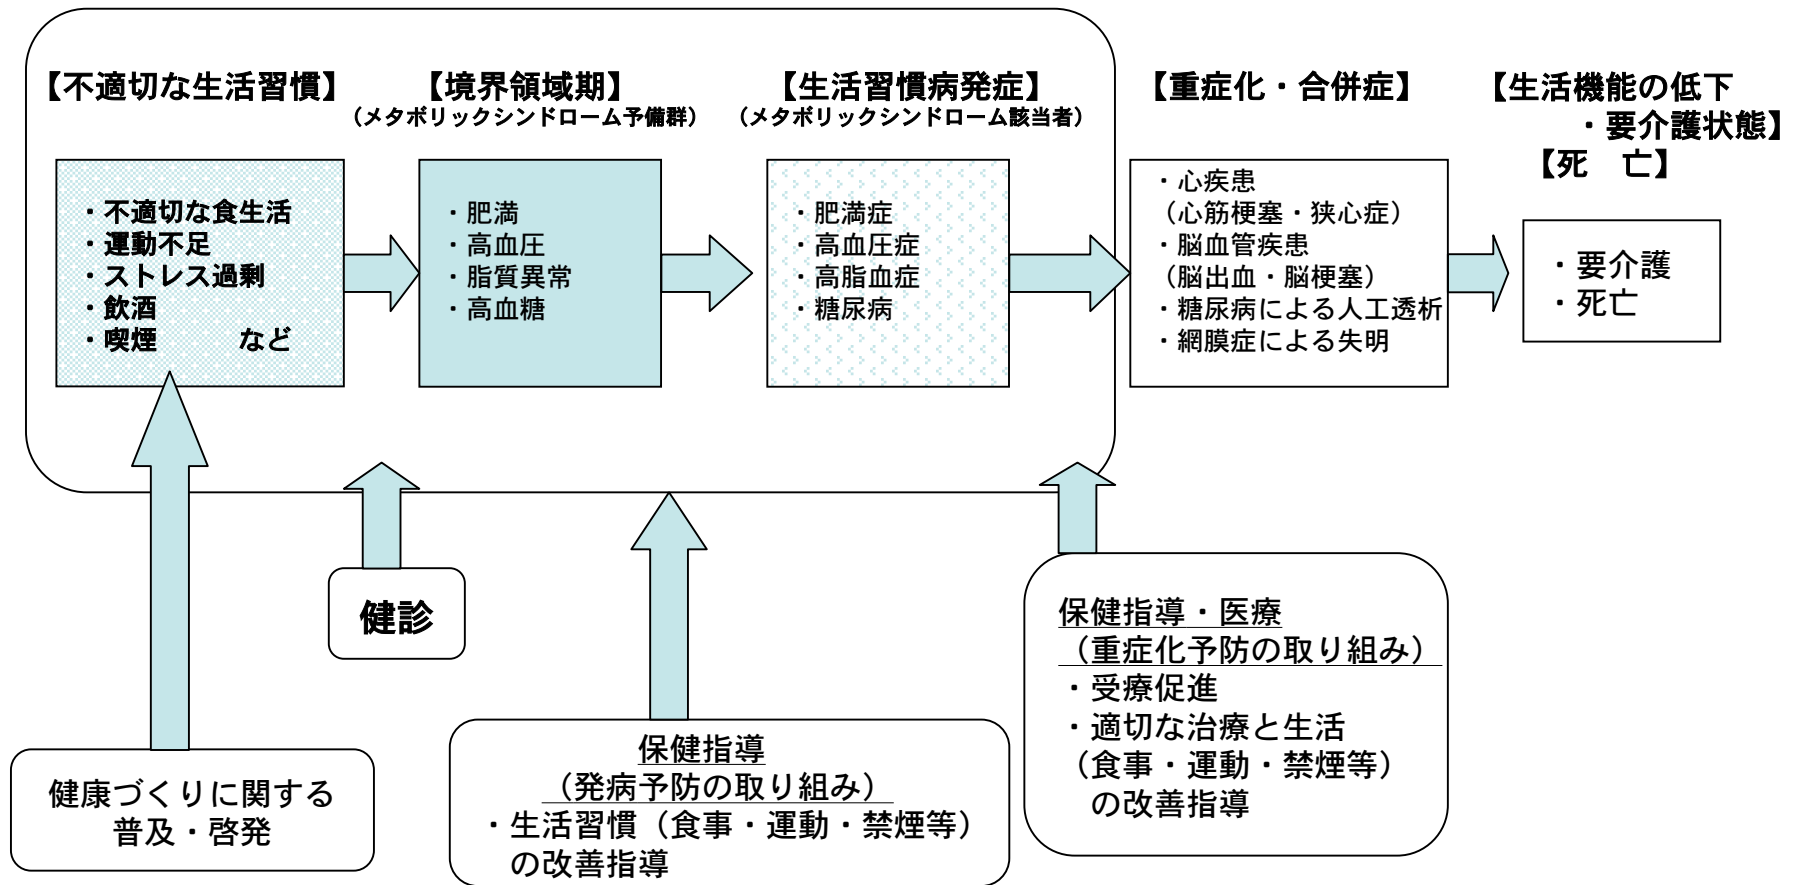 【不適切な生活習慣】
・不適切な食生活
・運動不足
・ストレス過剰
・飲酒
・喫煙　　　など
【境界領域期】
（メタボリックシンドローム予備群）
・肥満
・高血圧
・脂質異常
・高血糖
【生活習慣病発症】
（メタボリックシンドローム該当者）
・肥満症
・高血圧症
・高脂血症
・糖尿病
【重症化・合併症】
・心疾患
（心筋梗塞・狭心症）
・脳血管疾患
（脳出血・脳梗塞）
・糖尿病による人工透析
・網膜症による失明
【生活機能の低下
・要介護状態】
【死　亡】
・要介護
・死亡
健康づくりに関する
普及・啓発
健診
保健指導
（発病予防の取り組み）
・生活習慣（食事・運動・禁煙等）
の改善指導
保健指導・医療
（重症化予防の取り組み）
・受療促進
・適切な治療と生活
（食事・運動・禁煙等）
の改善指導